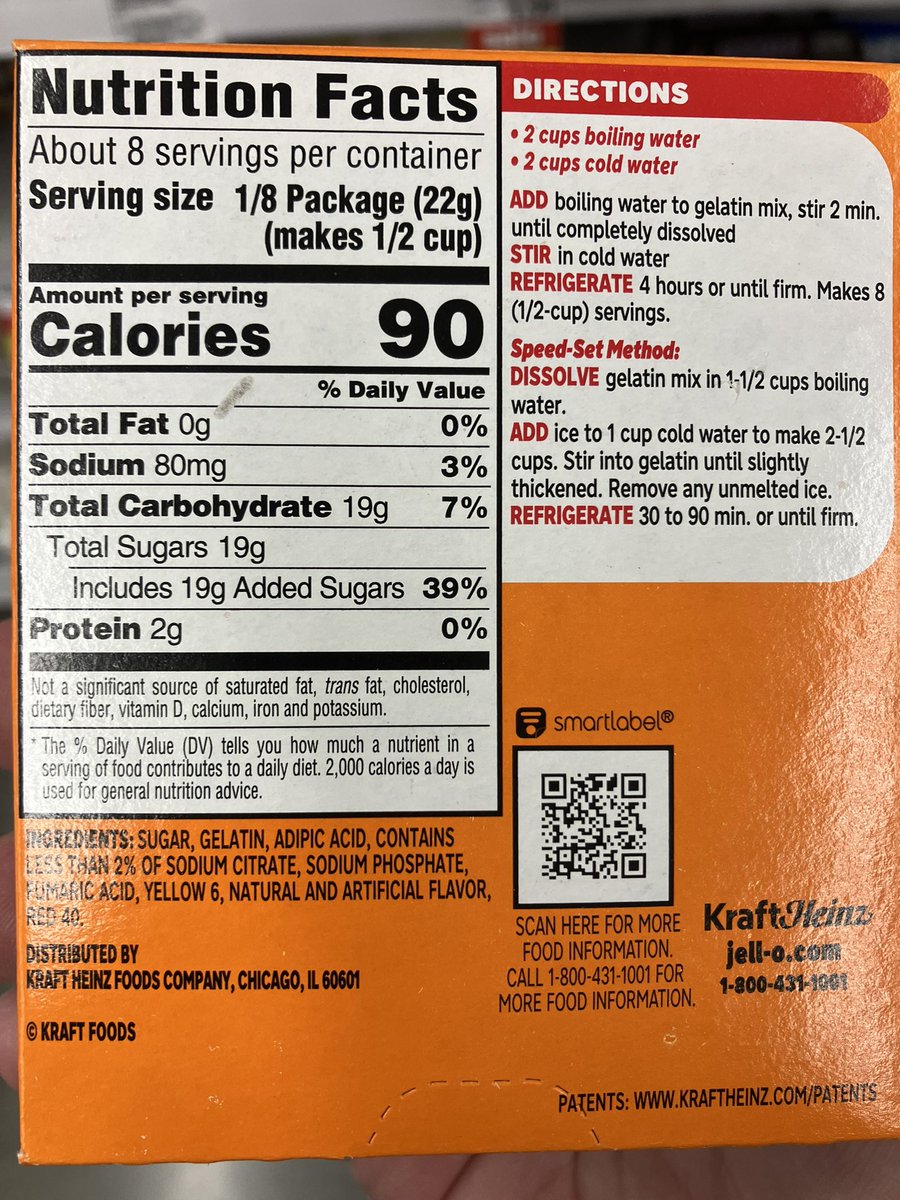 Nutrition Facts
About 8 servings per container
Serving size 1/8 Package (22g)
(makes 1/2 cup)
Amount per serving
Calories 90
% Daily Value
Total Fat 0g 0%
Sodium 80mg 3%
Total Carbohydrate 19g 7%
Total Sugars 19g
Includes 19g Added Sugars 39%
Protein 2g 0%
Not a significant source of saturated fat, trans fat, cholesterol,
dietary fiber, vitamin D, calcium, iron and potassium.
* The % Daily Value (DV) tells you how much a nutrient in a
serving of food contributes to a daily diet. 2,000 calories a day is
used for general nutrition advice.
INGREDIENTS: SUGAR, GELATIN, ADIPIC ACID, CONTAINS
LESS THAN 2% OF SODIUM CITRATE, SODIUM PHOSPHATE,
FUMARIC ACID, YELLOW 6, NATURAL AND ARTIFICIAL FLAVOR,
RED 40.
DISTRIBUTED BY
KRAFT HEINZ FOODS COMPANY, CHICAGO, IL 60601
© KRAFT FOODS
DIRECTIONS
• 2 cups boiling water
• 2 cups cold water
ADD boiling water to gelatin mix, stir 2 min.
until completely dissolved
STIR in cold water
REFRIGERATE 4 hours or until firm. Makes 8
(1/2-cup) servings.
Speed-Set Method:
DISSOLVE gelatin mix in 1-1/2 cups boiling
water.
ADD ice to 1 cup cold water to make 2-1/2
cups. Stir into gelatin until slightly
thickened. Remove any unmelted ice.
REFRIGERATE 30 to 90 min. or until firm.
smartlabel®
SCAN HERE FOR MORE
FOOD INFORMATION.
CALL 1-800-431-1001 FOR
MORE FOOD INFORMATION.
KraftHeinz
jell-o.com
1-800-431-1001
PATENTS: WWW.KRAFTHEINZ.COM/PATENTS